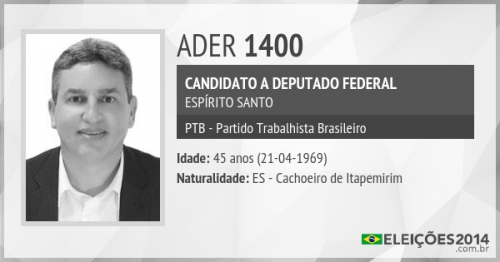 ADER 1400
CANDIDATO A DEPUTADO FEDERAL
ESPÍRITO SANTO
PTB - Partido Trabalhista Brasileiro
Idade: 45 anos (21-04-1969)
Naturalidade: ES - Cachoeiro de Itapemirim
ELEIÇÕES2014
.com.br